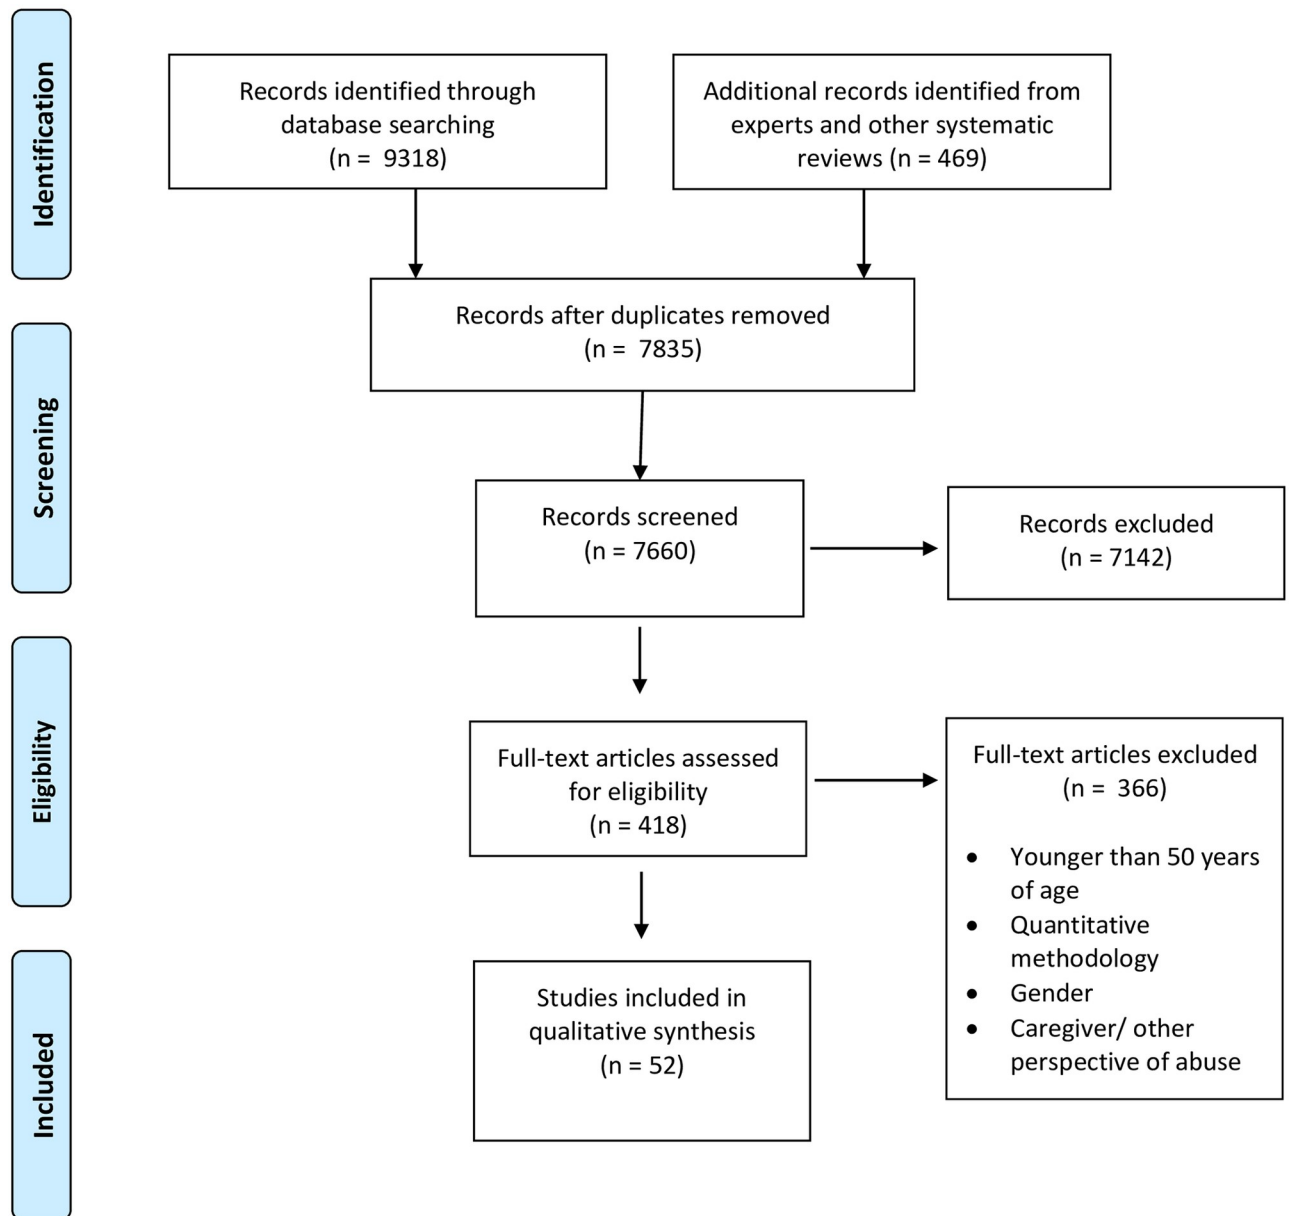 Identification
Records identified through
database searching
(n =  9318)
Additional records identified from
experts and other systematic
reviews (n = 469)
Records after duplicates removed
(n =  7835)
Screening
Records screened
(n = 7660)
Records excluded
(n = 7142)
Eligibility
Full-text articles assessed
for eligibility
(n = 418)
Full-text articles excluded
(n =  366)
• Younger than 50 years
of age
• Quantitative
methodology
• Gender
• Caregiver/ other
perspective of abuse
Included
Studies included in
qualitative synthesis
(n = 52)